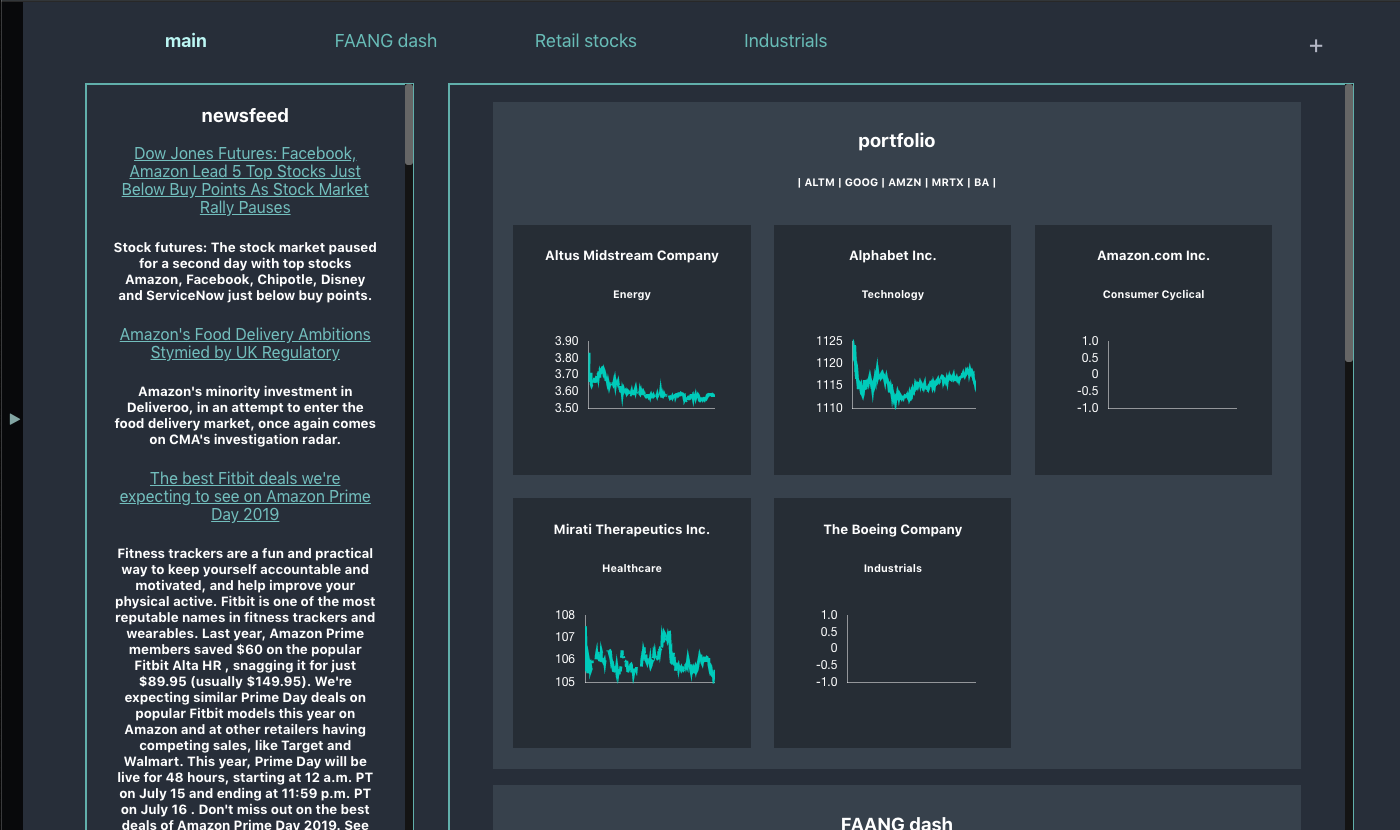 main
FAANG dash
Retail stocks
Industrials
+
newsfeed
Dow Jones Futures: Facebook,
Amazon Lead 5 Top Stocks Just
Below Buy Points As Stock Market
Rally Pauses
Stock futures: The stock market paused
for a second day with top stocks
Amazon, Facebook, Chipotle, Disney
and ServiceNow just below buy points.
Amazon's Food Delivery Ambitions
Stymied by UK Regulatory
Amazon's minority investment in
Deliveroo, in an attempt to enter the
food delivery market, once again comes
on CMA's investigation radar.
The best Fitbit deals we're
expecting to see on Amazon Prime
Day 2019
Fitness trackers are a fun and practical
way to keep yourself accountable and
motivated, and help improve your
physical active. Fitbit is one of the most
reputable names in fitness trackers and
wearables. Last year, Amazon Prime
members saved $60 on the popular
Fitbit Alta HR , snagging it for just
$89.95 (usually $149.95). We're
expecting similar Prime Day deals on
popular Fitbit models this year on
Amazon and at other retailers having
competing sales, like Target and
Walmart. This year, Prime Day will be
live for 48 hours, starting at 12 a.m. PT
on July 15 and ending at 11:59 p.m. PT
on July 16 . Don't miss out on the best
deals of Amazon Prime Day 2019. See
portfolio
| ALTM | GOOG | AMZN | MRTX | BA |
Altus Midstream Company
Energy
3.90
3.80
3.70
3.60
3.50
Alphabet Inc.
Technology
1125
1120
1115
1110
Amazon.com Inc.
Consumer Cyclical
1.0
0.5
0
-0.5
-1.0
Mirati Therapeutics Inc.
Healthcare
108
107
106
105
The Boeing Company
Industrials
1.0
0.5
0
-0.5
-1.0
FAANG dash